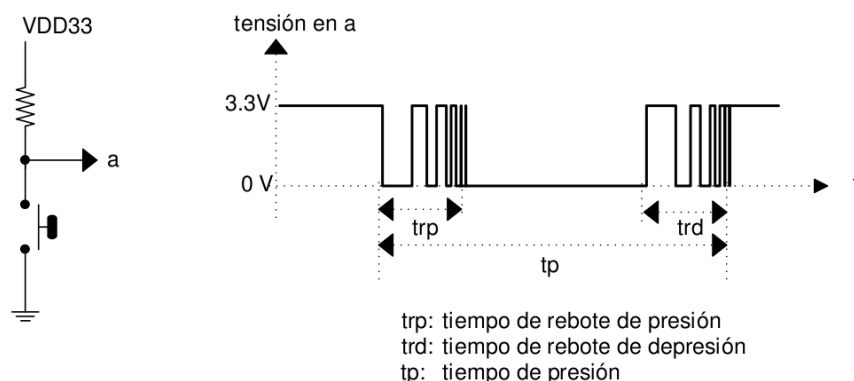 VDD33
tensión en a
3.3V
a
0 V
trp
trd
tp
trp: tiempo de rebote de presión
trd: tiempo de rebote de depresión
tp: tiempo de presión